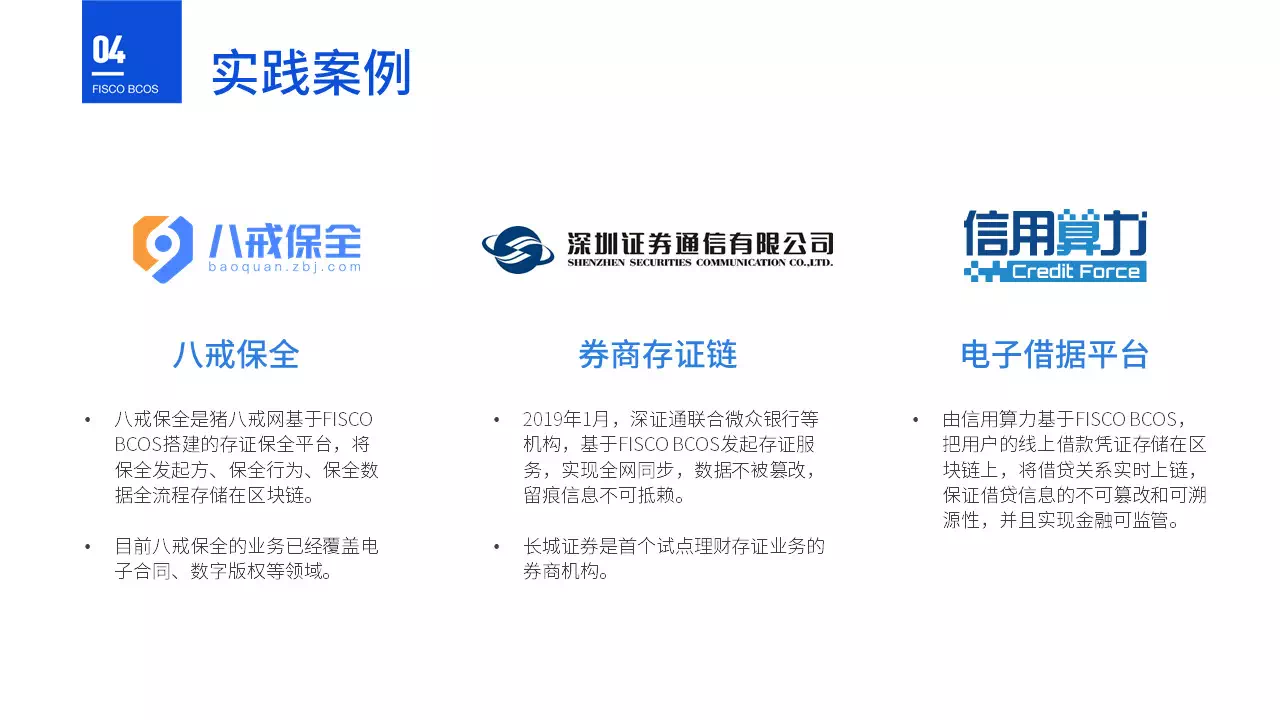 04
FISCO BCOS
实践案例
八戒保全
baoquan.zbj.com
深圳证券通信有限公司
SHENZHEN SECURITIES COMMUNICATION CO.,LTD.
信用算力
Credit Force
八戒保全
• 八戒保全是猪八戒网基于FISCO
BCOS搭建的存证保全平台，将
保全发起方、保全行为、保全数
据全流程存储在区块链。
• 目前八戒保全的业务已经覆盖电
子合同、数字版权等领域。
券商存证链
• 2019年1月，深证通联合微众银行等
机构，基于FISCO BCOS发起存证服
务，实现全网同步，数据不被篡改，
留痕信息不可抵赖。
• 长城证券是首个试点理财存证业务的
券商机构。
电子借据平台
• 由信用算力基于FISCO BCOS，
把用户的线上借款凭证存储在区
块链上，将借贷关系实时上链，
保证借贷信息的不可篡改和可溯
源性，并且实现金融可监管。